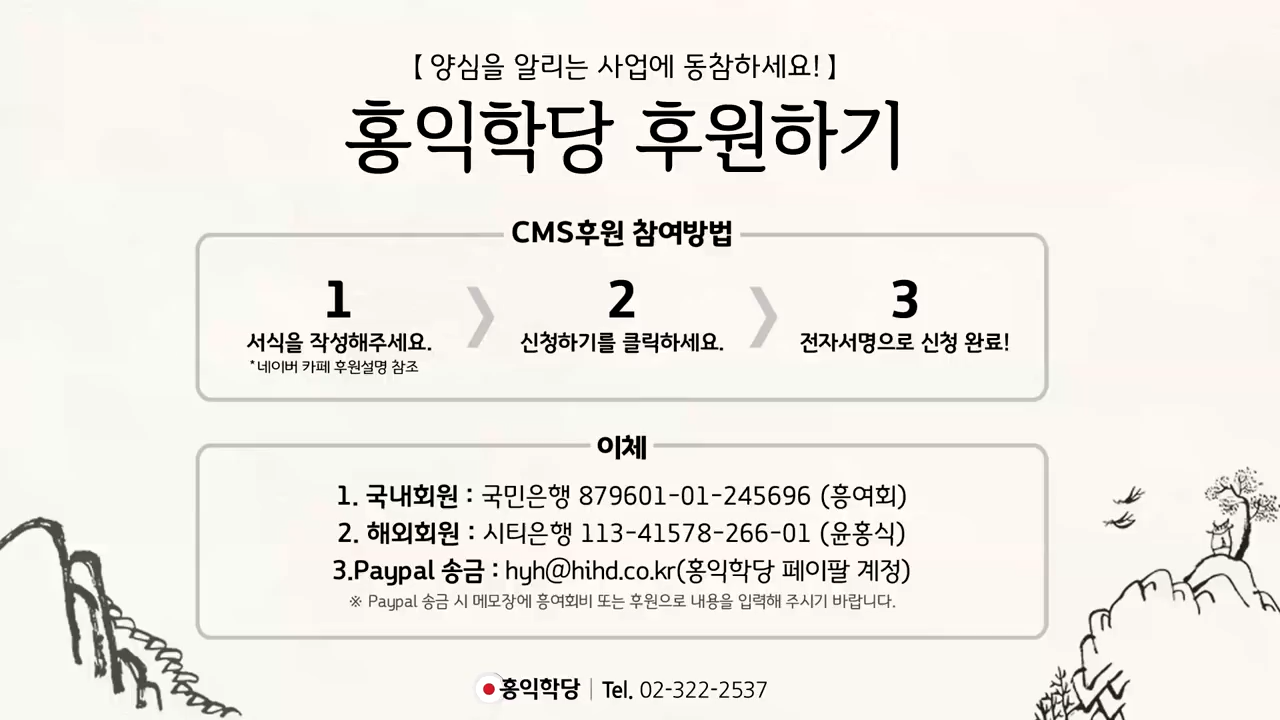 【 양심을 알리는 사업에 동참하세요! 】
홍익학당 후원하기
CMS후원 참여방법
1
서식을 작성해주세요.
*네이버 카페 후원설명 참조
2
신청하기를 클릭하세요.
3
전자서명으로 신청 완료!
이체
1. 국내회원 : 국민은행 879601-01-245696 (흥여회)
2. 해외회원 : 시티은행 113-41578-266-01 (윤홍식)
3.Paypal 송금 : hyh@hihd.co.kr(홍익학당 페이팔 계정)
※ Paypal 송금 시 메모장에 흥여회비 또는 후원으로 내용을 입력해 주시기 바랍니다.
홍익학당 | Tel. 02-322-2537